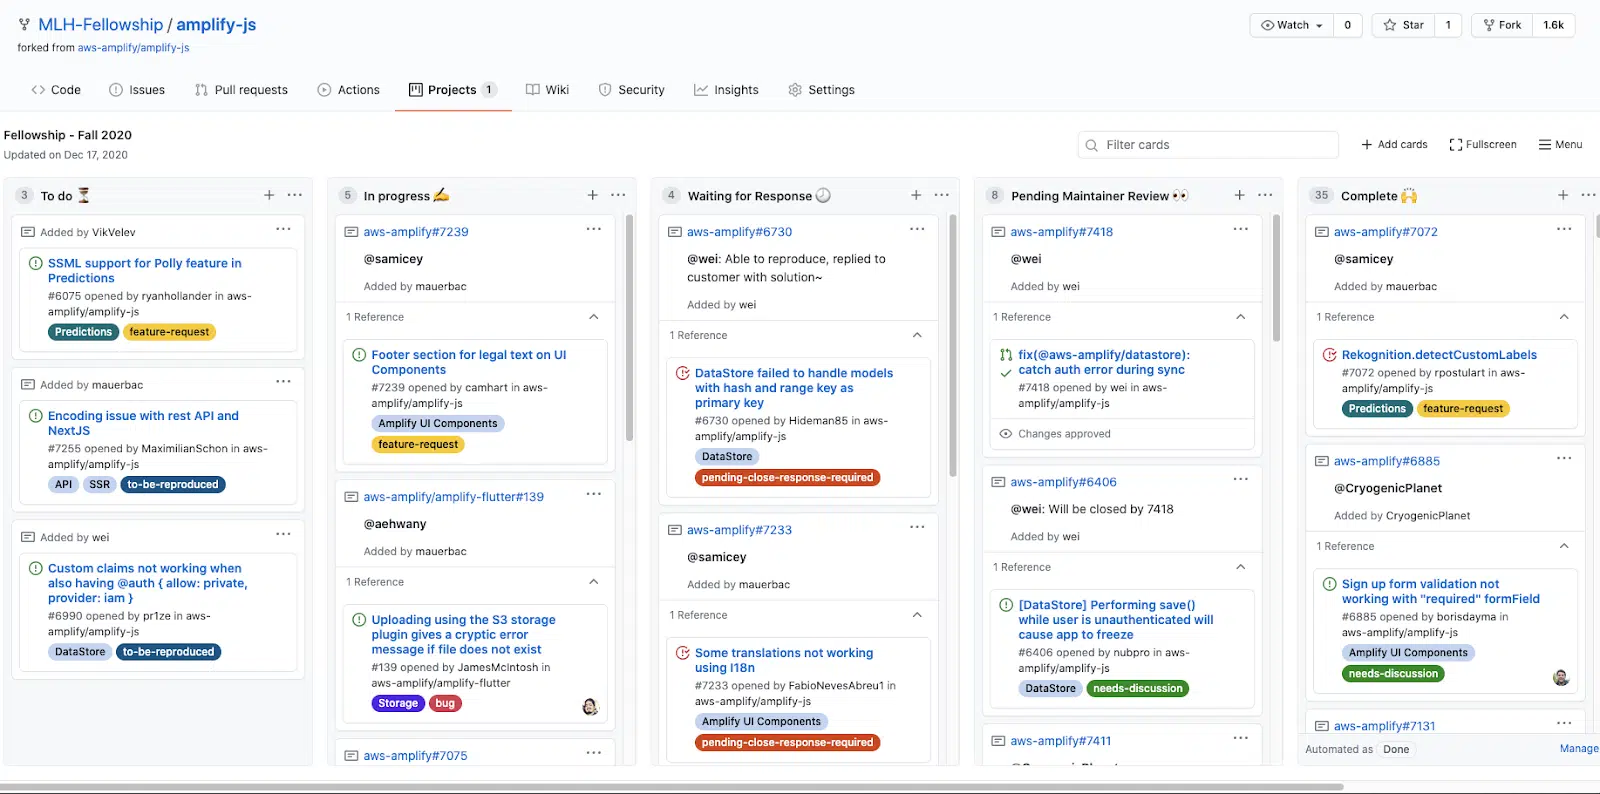 MLH-Fellowship / amplify-js
forked from aws-amplify/amplify-js
Watch 0
Star 1
Fork 1.6k
Code
Issues
Pull requests
Actions
Projects 1
Wiki
Security
Insights
Settings
Fellowship - Fall 2020
Updated on Dec 17, 2020
Filter cards
Add cards
Fullscreen
Menu
3 To do ⏳
Added by VikVelev
SSML support for Polly feature in
Predictions
#6075 opened by ryanhollander in aws-
amplify/amplify-js
Predictions feature-request
Added by mauerbac
Encoding issue with rest API and
NextJS
#7255 opened by MaximilianSchon in aws-
amplify/amplify-js
API SSR to-be-reproduced
Added by wei
Custom claims not working when
also having @auth { allow: private,
provider: iam }
#6990 opened by pr1ze in aws-
amplify/amplify-js
DataStore to-be-reproduced
5 In progress ✍️
aws-amplify#7239
@samicey
Added by mauerbac
1 Reference
Footer section for legal text on UI
Components
#7239 opened by camhart in aws-
amplify/amplify-js
Amplify UI Components
feature-request
aws-amplify/amplify-flutter#139
@aehwany
Added by mauerbac
1 Reference
Uploading using the S3 storage
plugin gives a cryptic error
message if file does not exist
#139 opened by JamesMcIntosh in
aws-amplify/amplify-flutter
Storage bug
aws-amplify#7075
4 Waiting for Response 🕗
aws-amplify#6730
@wei: Able to reproduce, replied to
customer with solution~
Added by wei
1 Reference
DataStore failed to handle models
with hash and range key as
primary key
#6730 opened by Hideman85 in aws-
amplify/amplify-js
DataStore
pending-close-response-required
aws-amplify#7233
@samicey
Added by mauerbac
1 Reference
Some translations not working
using I18n
#7233 opened by FabioNevesAbreu1 in
aws-amplify/amplify-js
Amplify UI Components
pending-close-response-required
8 Pending Maintainer Review 👀
aws-amplify#7418
@wei
Added by wei
1 Reference
fix(@aws-amplify/datastore):
catch auth error during sync
#7418 opened by wei in aws-
amplify/amplify-js
Changes approved
aws-amplify#6406
@wei: Will be closed by 7418
Added by wei
1 Reference
[DataStore] Performing save()
while user is unauthenticated will
cause app to freeze
#6406 opened by nubpro in aws-
amplify/amplify-js
DataStore needs-discussion
aws-amplify#7411
35 Complete 🙌
aws-amplify#7072
@samicey
Added by mauerbac
1 Reference
Rekognition.detectCustomLabels
#7072 opened by rpostulart in aws-
amplify/amplify-js
Predictions feature-request
aws-amplify#6885
@CryogenicPlanet
Added by CryogenicPlanet
1 Reference
Sign up form validation not
working with "required" formField
#6885 opened by borisdayma in
aws-amplify/amplify-js
Amplify UI Components
needs-discussion
aws-amplify#7131
Automated as Done
Manage